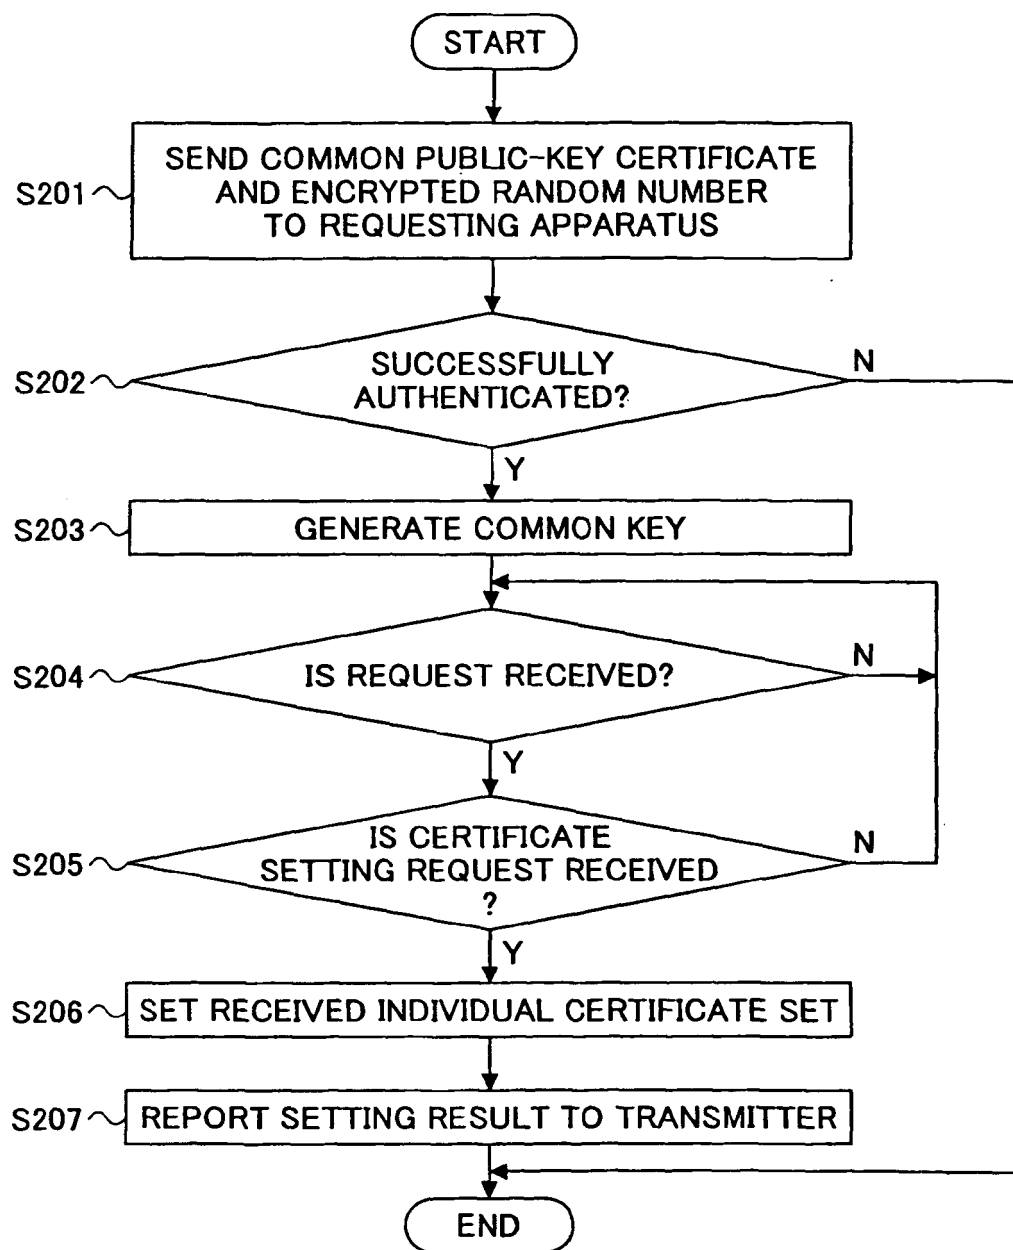 START
SEND COMMON PUBLIC-KEY CERTIFICATE
AND ENCRYPTED RANDOM NUMBER
TO REQUESTING APPARATUS
S201
SUCCESSFULLY
AUTHENTICATED?
S202
N
Y
S203
GENERATE COMMON KEY
S204
IS REQUEST RECEIVED?
N
Y
IS CERTIFICATE
SETTING REQUEST RECEIVED
?
S205
N
Y
S206
SET RECEIVED INDIVIDUAL CERTIFICATE SET
S207
REPORT SETTING RESULT TO TRANSMITTER
END